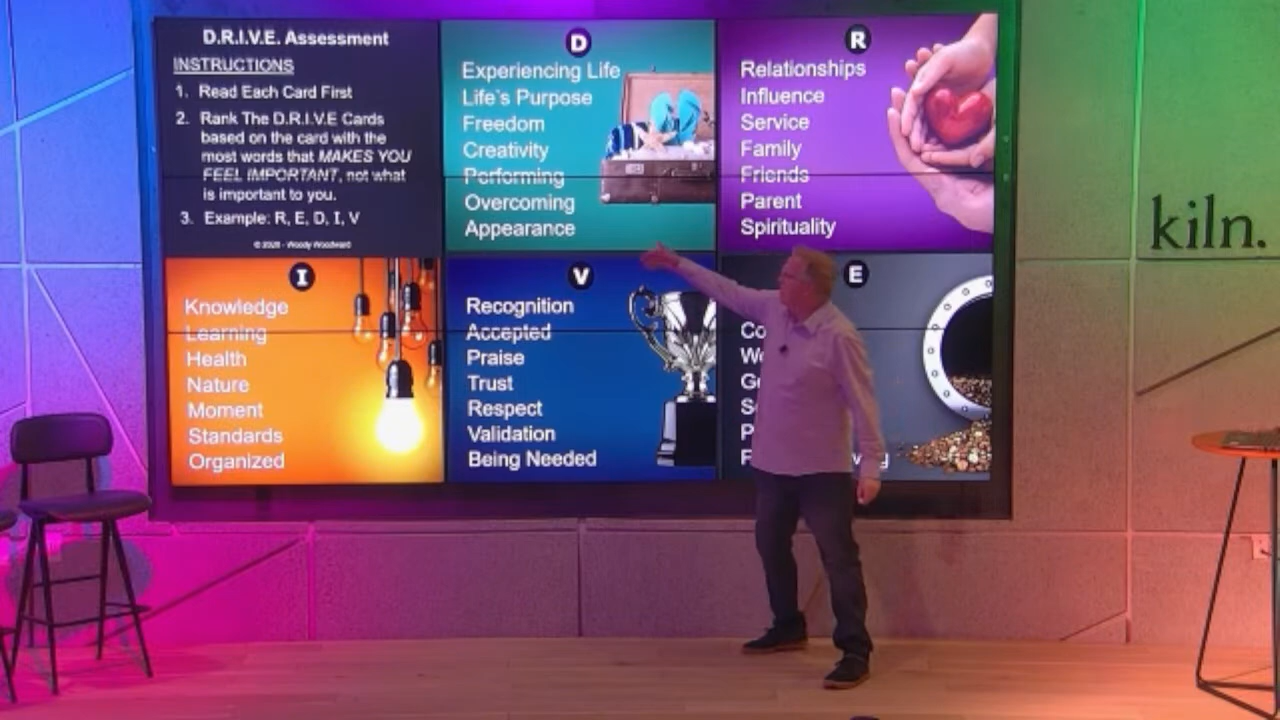 D.R.I.V.E. Assessment
INSTRUCTIONS
1. Read Each Card First
2. Rank The D.R.I.V.E Cards
based on the card with the
most words that MAKES YOU
FEEL IMPORTANT, not what
is important to you.
3. Example: R, E, D, I, V
© 2020 - Woody Woodward
D
Experiencing Life
Life's Purpose
Freedom
Creativity
Performing
Overcoming
Appearance
R
Relationships
Influence
Service
Family
Friends
Parent
Spirituality
I
Knowledge
Learning
Health
Nature
Moment
Standards
Organized
V
Recognition
Accepted
Praise
Trust
Respect
Validation
Being Needed
E
kiln.